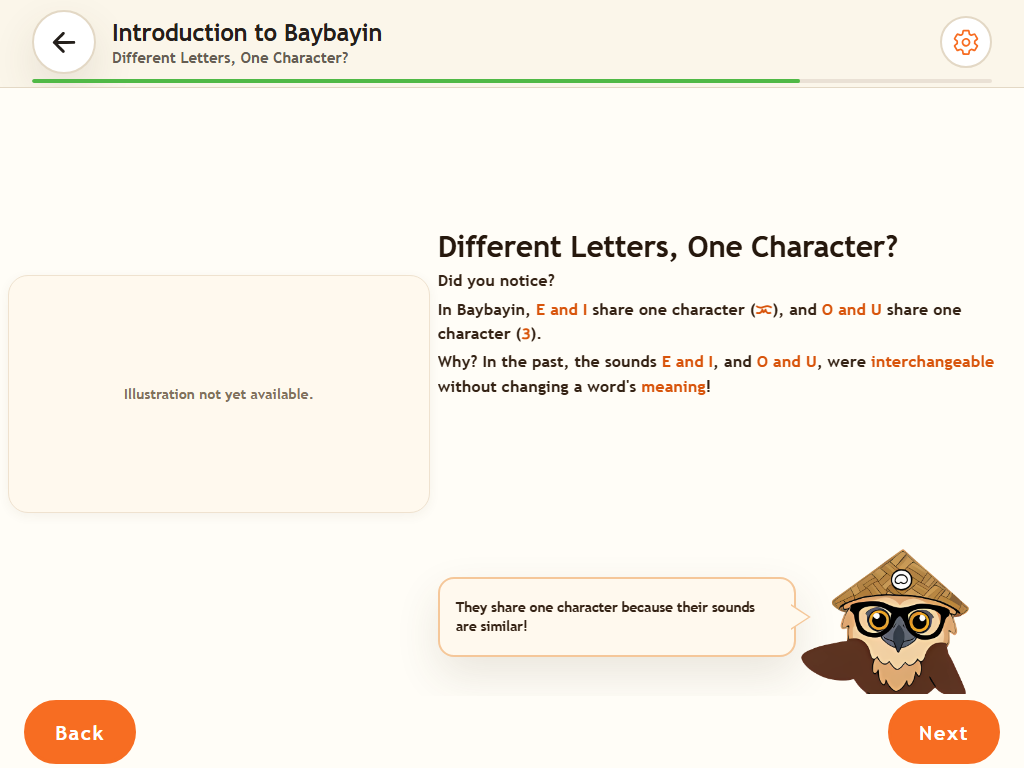 Introduction to Baybayin
Different Letters, One Character?
Different Letters, One Character?
Did you notice?
In Baybayin, E and I share one character (ᜁ), and O and U share one
character (ᜂ).
Why? In the past, the sounds E and I, and O and U, were interchangeable
without changing a word's meaning!
Illustration not yet available.
They share one character because their sounds
are similar!
Back
Next